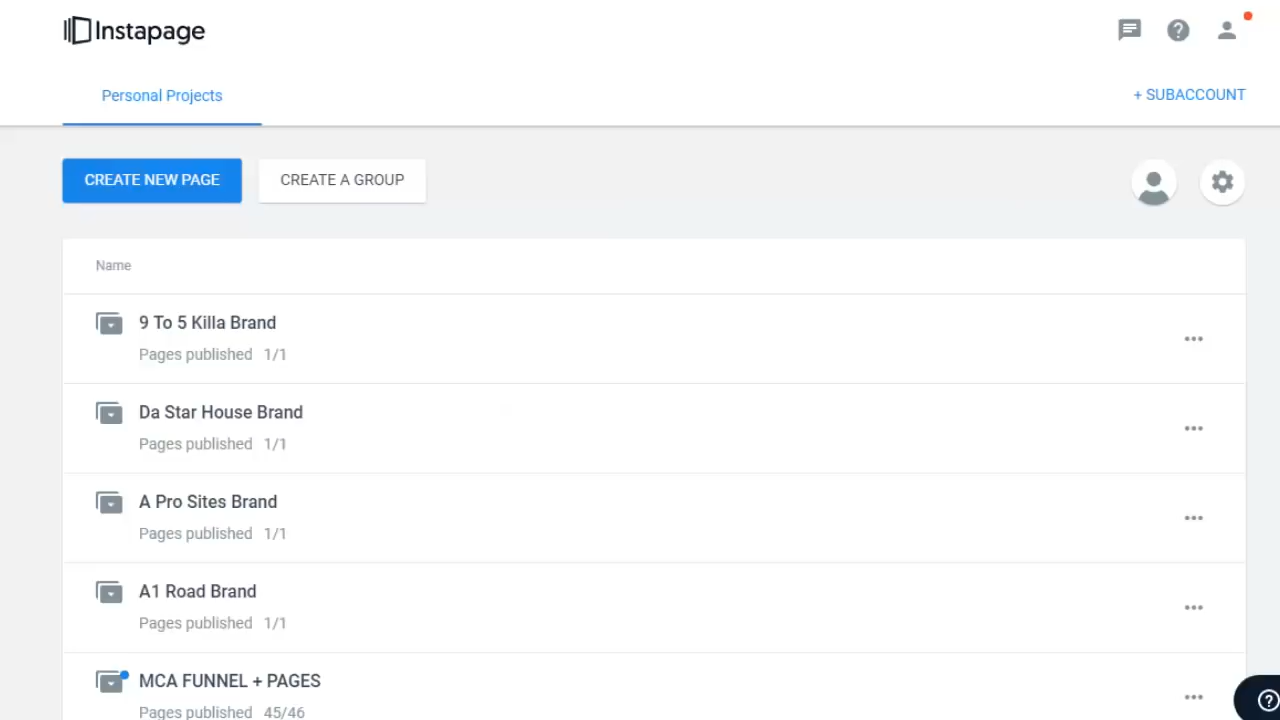 Instapage
Personal Projects
+ SUBACCOUNT
CREATE NEW PAGE
CREATE A GROUP
Name
9 To 5 Killa Brand
Pages published 1/1
Da Star House Brand
Pages published 1/1
A Pro Sites Brand
Pages published 1/1
A1 Road Brand
Pages published 1/1
MCA FUNNEL + PAGES
Pages published 45/46